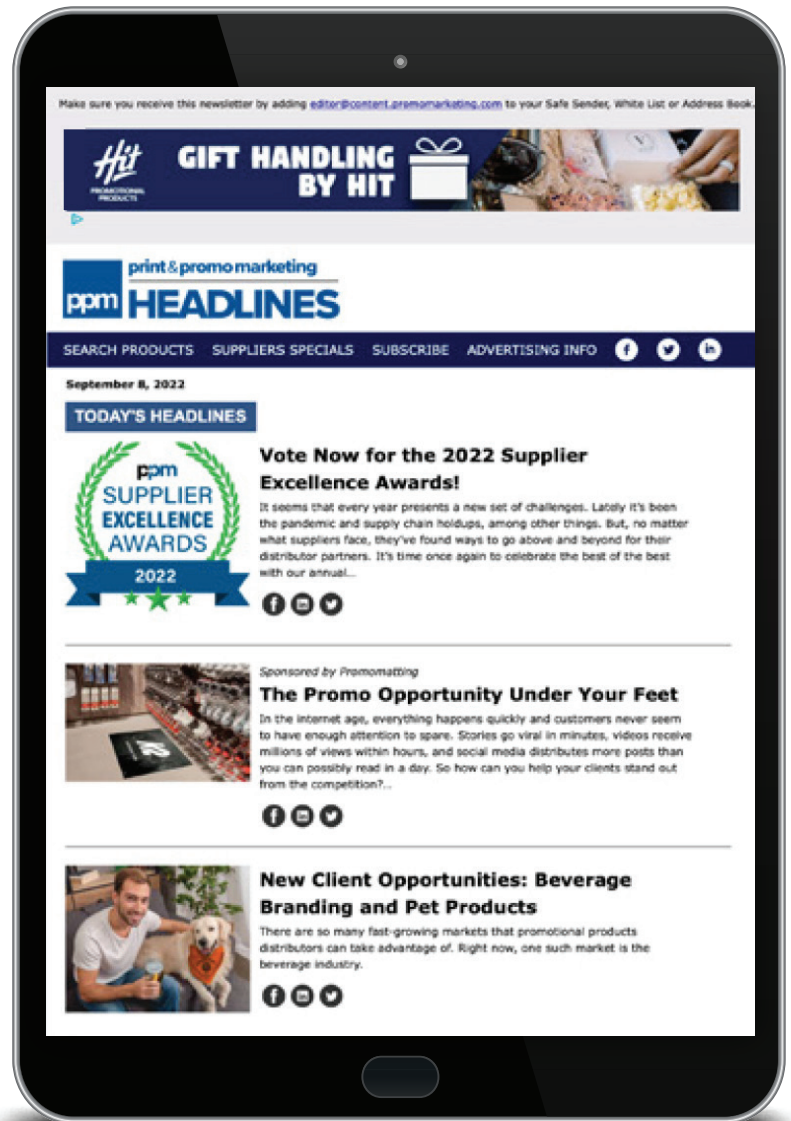 Make sure you receive this newsletter by adding editor@content.promomarketing.com to your Safe Sender, White List or Address Book.
Hit
PROMOTIONAL
PRODUCTS
GIFT HANDLING
BY HIT
print & promo marketing
ppm HEADLINES
SEARCH PRODUCTS SUPPLIERS SPECIALS SUBSCRIBE ADVERTISING INFO
September 8, 2022
TODAY'S HEADLINES
ppm
SUPPLIER
EXCELLENCE
AWARDS
2022
Vote Now for the 2022 Supplier
Excellence Awards!
It seems that every year presents a new set of challenges. Lately it's been
the pandemic and supply chain holdups, among other things. But, no matter
what suppliers face, they've found ways to go above and beyond for their
distributor partners. It's time once again to celebrate the best of the best
with our annual...
Sponsored by Promomatting
The Promo Opportunity Under Your Feet
In the internet age, everything happens quickly and customers never seem
to have enough attention to spare. Stories go viral in minutes, videos receive
millions of views within hours, and social media distributes more posts than
you can possibly read in a day. So how can you help your clients stand out
from the competition?...
New Client Opportunities: Beverage
Branding and Pet Products
There are so many fast-growing markets that promotional products
distributors can take advantage of. Right now, one such market is the
beverage industry.